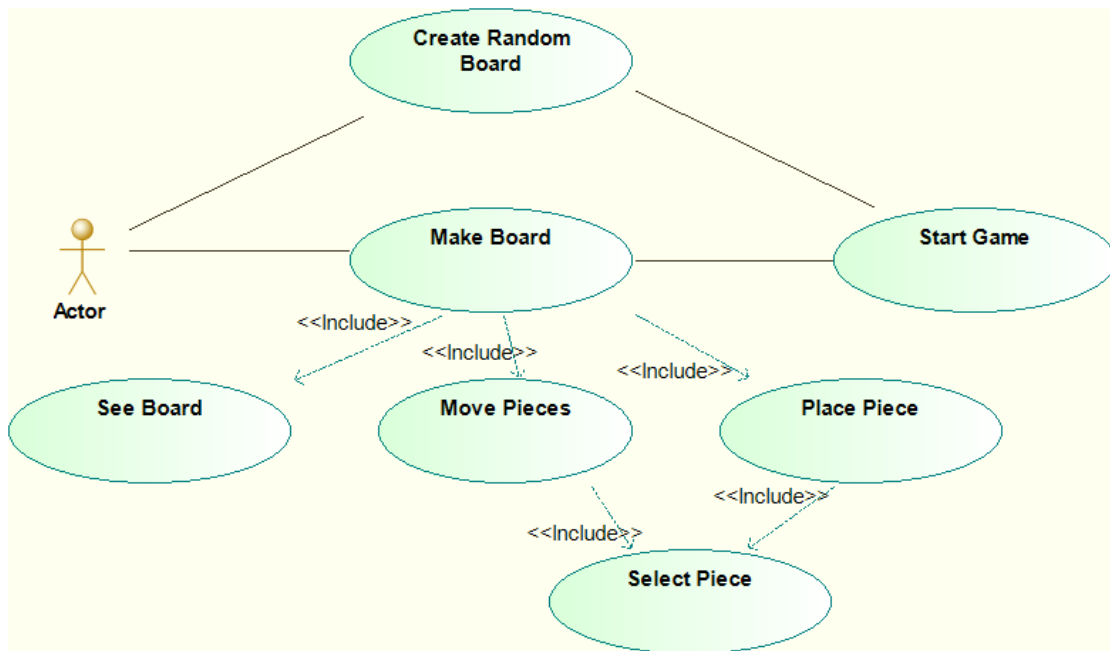 Create Random
Board
Make Board
Start Game
Actor
<<Include>>
<<Include>>
<<Include>>
See Board
Move Pieces
Place Piece
<<Include>>
<<Include>>
Select Piece